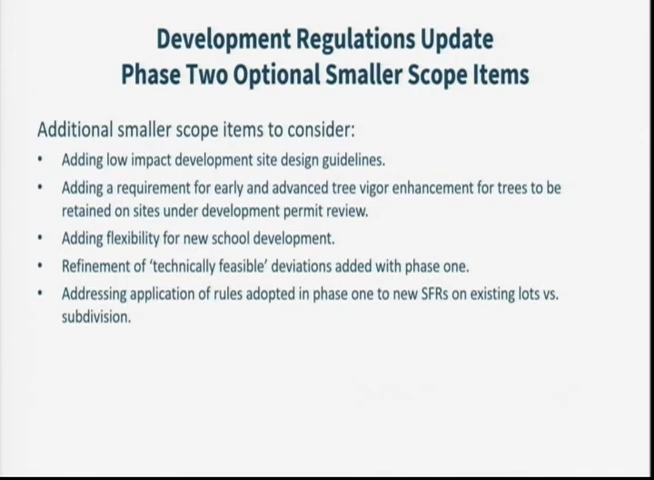 Development Regulations Update
Phase Two Optional Smaller Scope Items
Additional smaller scope items to consider:
• Adding low impact development site design guidelines.
• Adding a requirement for early and advanced tree vigor enhancement for trees to be
retained on sites under development permit review.
• Adding flexibility for new school development.
• Refinement of ‘technically feasible’ deviations added with phase one.
• Addressing application of rules adopted in phase one to new SFRs on existing lots vs.
subdivision.